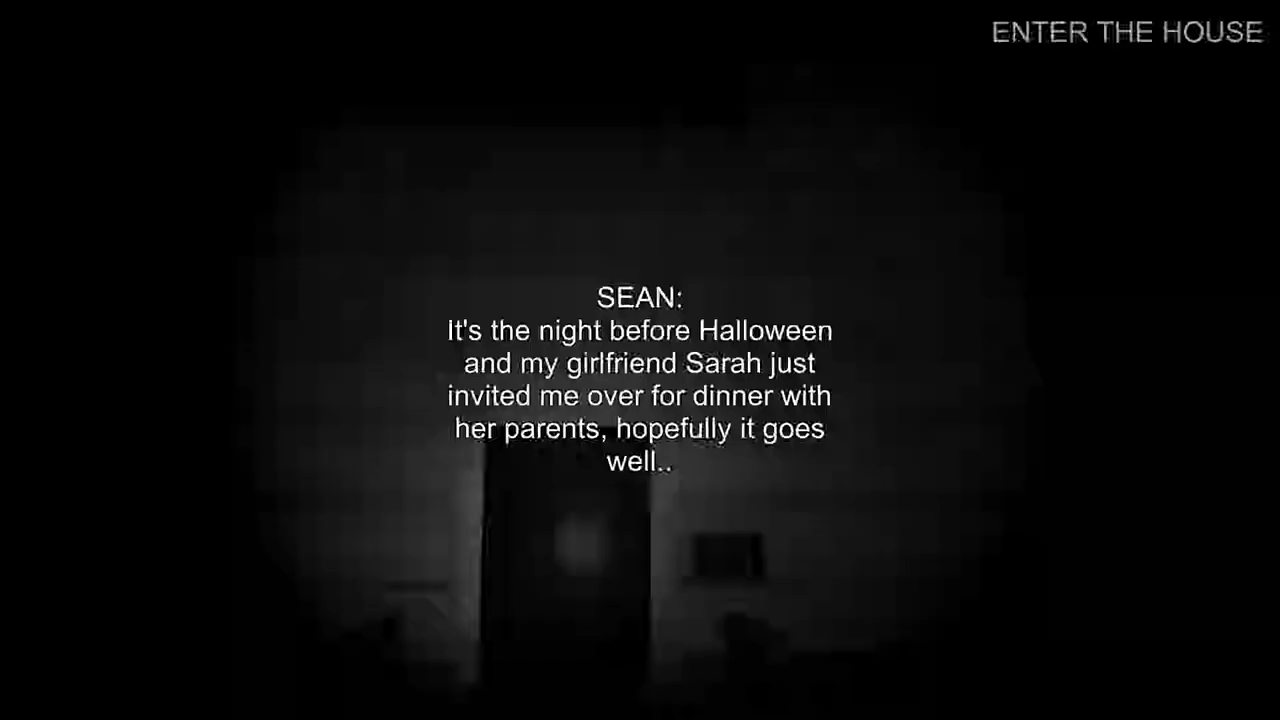 ENTER THE HOUSE
SEAN:
It's the night before Halloween
and my girlfriend Sarah just
invited me over for dinner with
her parents, hopefully it goes
well..